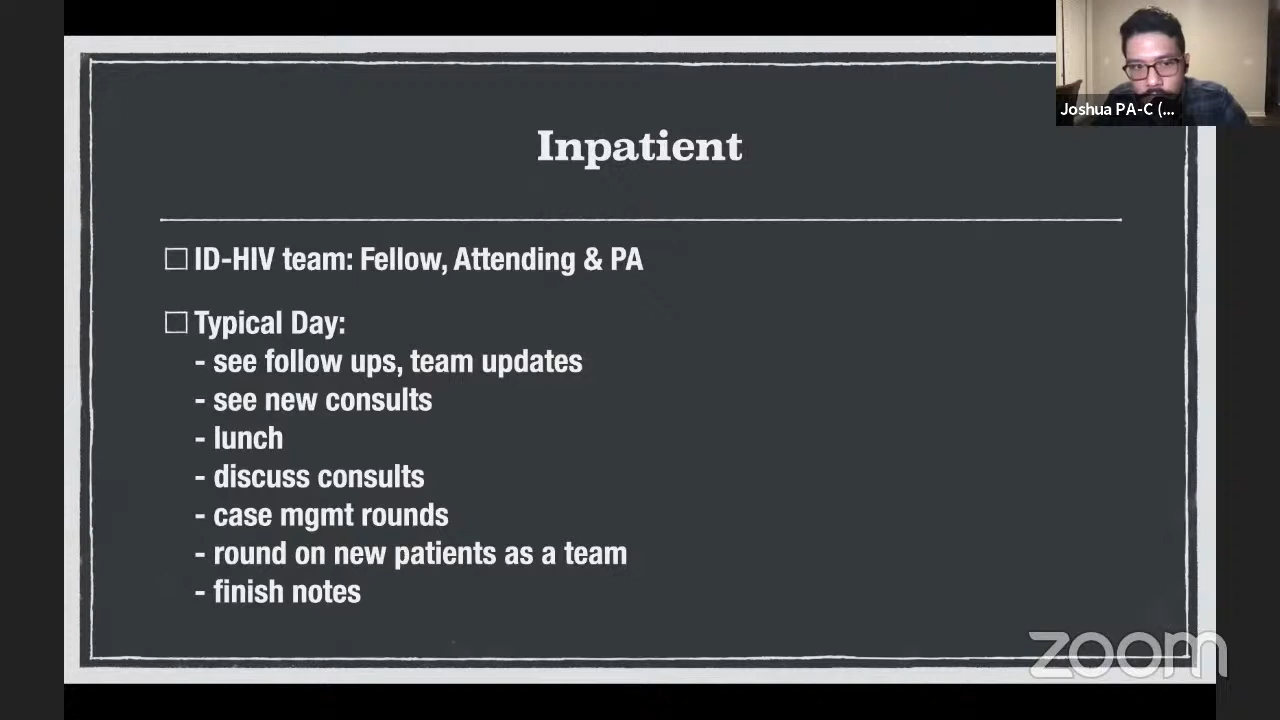 Joshua PA-C (...
Inpatient
ID-HIV team: Fellow, Attending & PA
Typical Day:
- see follow ups, team updates
- see new consults
- lunch
- discuss consults
- case mgmt rounds
- round on new patients as a team
- finish notes
zoom